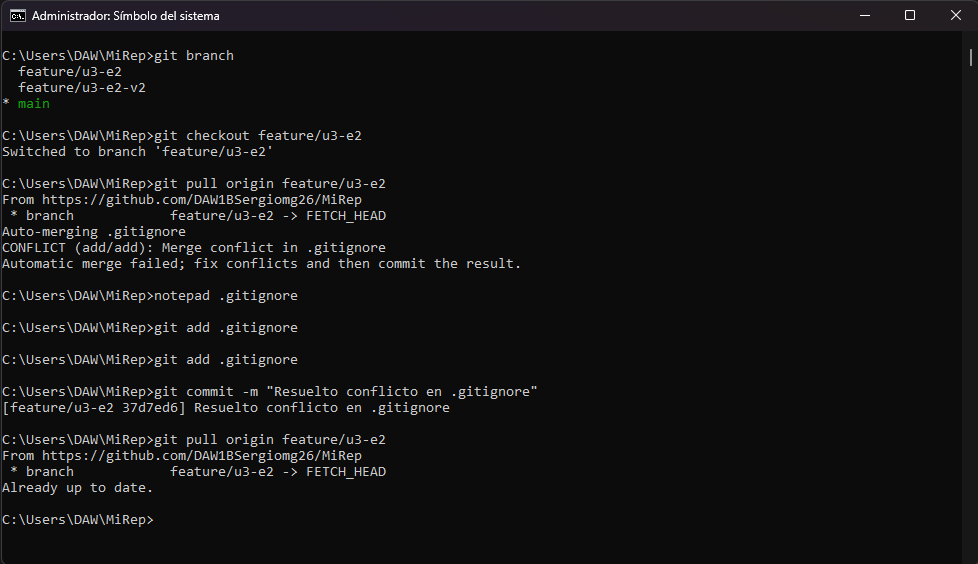 Administrador: Símbolo del sistema
C:\Users\DAW\MiRep>git branch
  feature/u3-e2
  feature/u3-e2-v2
* main
C:\Users\DAW\MiRep>git checkout feature/u3-e2
Switched to branch 'feature/u3-e2'
C:\Users\DAW\MiRep>git pull origin feature/u3-e2
From https://github.com/DAW1BSergiomg26/MiRep
 * branch            feature/u3-e2 -> FETCH_HEAD
Auto-merging .gitignore
CONFLICT (add/add): Merge conflict in .gitignore
Automatic merge failed; fix conflicts and then commit the result.
C:\Users\DAW\MiRep>notepad .gitignore
C:\Users\DAW\MiRep>git add .gitignore
C:\Users\DAW\MiRep>git add .gitignore
C:\Users\DAW\MiRep>git commit -m "Resuelto conflicto en .gitignore"
[feature/u3-e2 37d7ed6] Resuelto conflicto en .gitignore
C:\Users\DAW\MiRep>git pull origin feature/u3-e2
From https://github.com/DAW1BSergiomg26/MiRep
 * branch            feature/u3-e2 -> FETCH_HEAD
Already up to date.
C:\Users\DAW\MiRep>